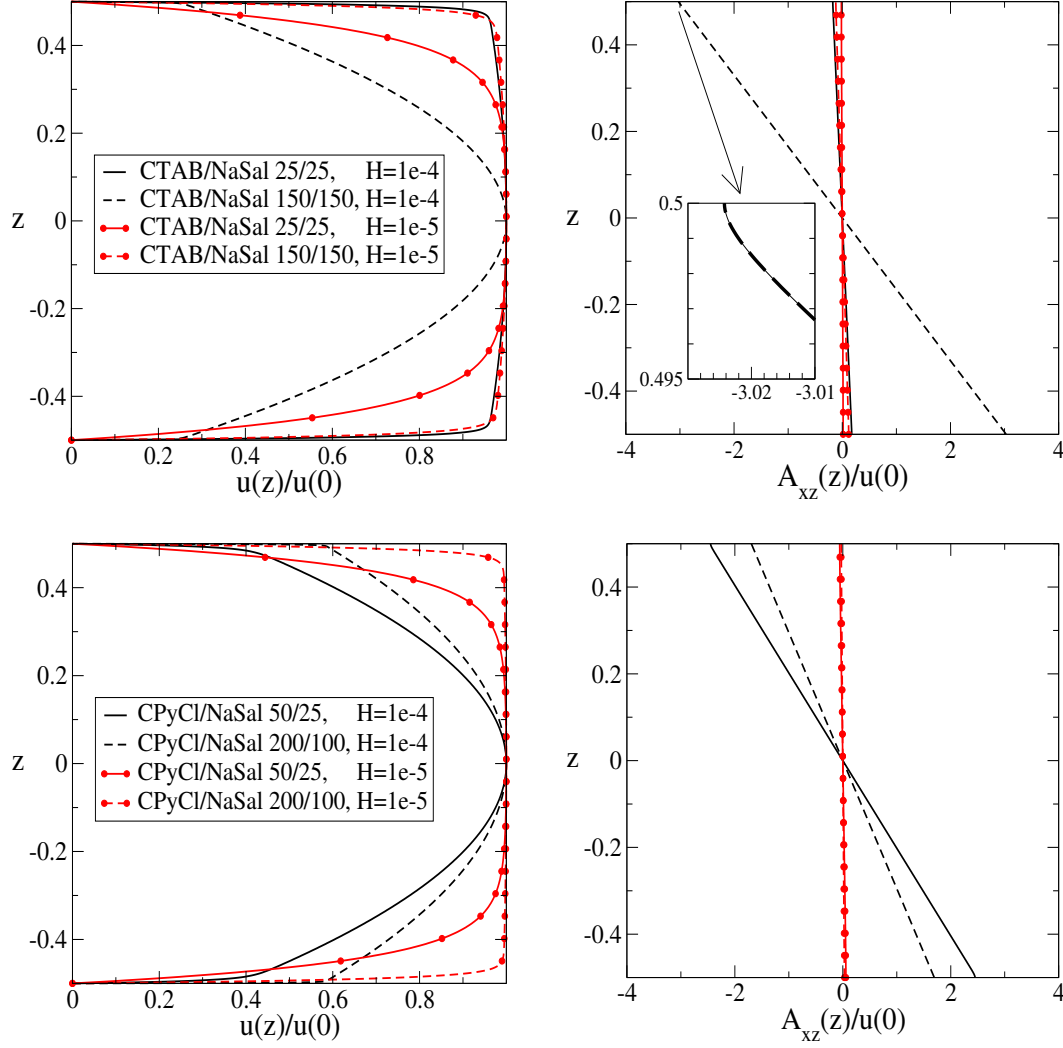 0.4
0.2
0
-0.2
-0.4
z
CTAB/NaSal 25/25, H=1e-4
CTAB/NaSal 150/150, H=1e-4
CTAB/NaSal 25/25, H=1e-5
CTAB/NaSal 150/150, H=1e-5
0 0.2 0.4 0.6 0.8
u(z)/u(0)
0.4
0.2
0
-0.2
-0.4
z
0.5
0.495
-3.02 -3.01
-4 -2 0 2 4
A_xz(z)/u(0)
0.4
0.2
0
-0.2
-0.4
z
CPyCl/NaSal 50/25, H=1e-4
CPyCl/NaSal 200/100, H=1e-4
CPyCl/NaSal 50/25, H=1e-5
CPyCl/NaSal 200/100, H=1e-5
0 0.2 0.4 0.6 0.8
u(z)/u(0)
0.4
0.2
0
-0.2
-0.4
z
-4 -2 0 2 4
A_xz(z)/u(0)